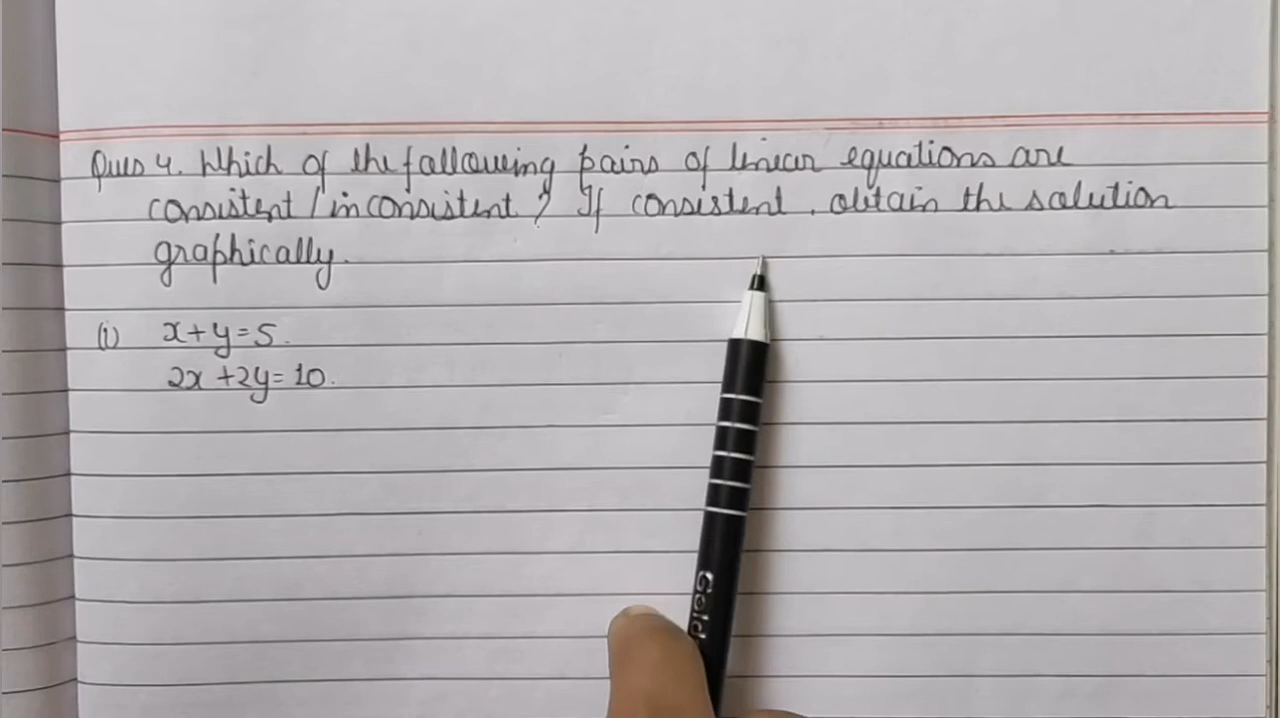 Ques 4. Which of the following pairs of linear equations are
consistent / inconsistent ? If consistent, obtain the solution
graphically.
(i) x+y=5.
2x+2y=10.
Gold